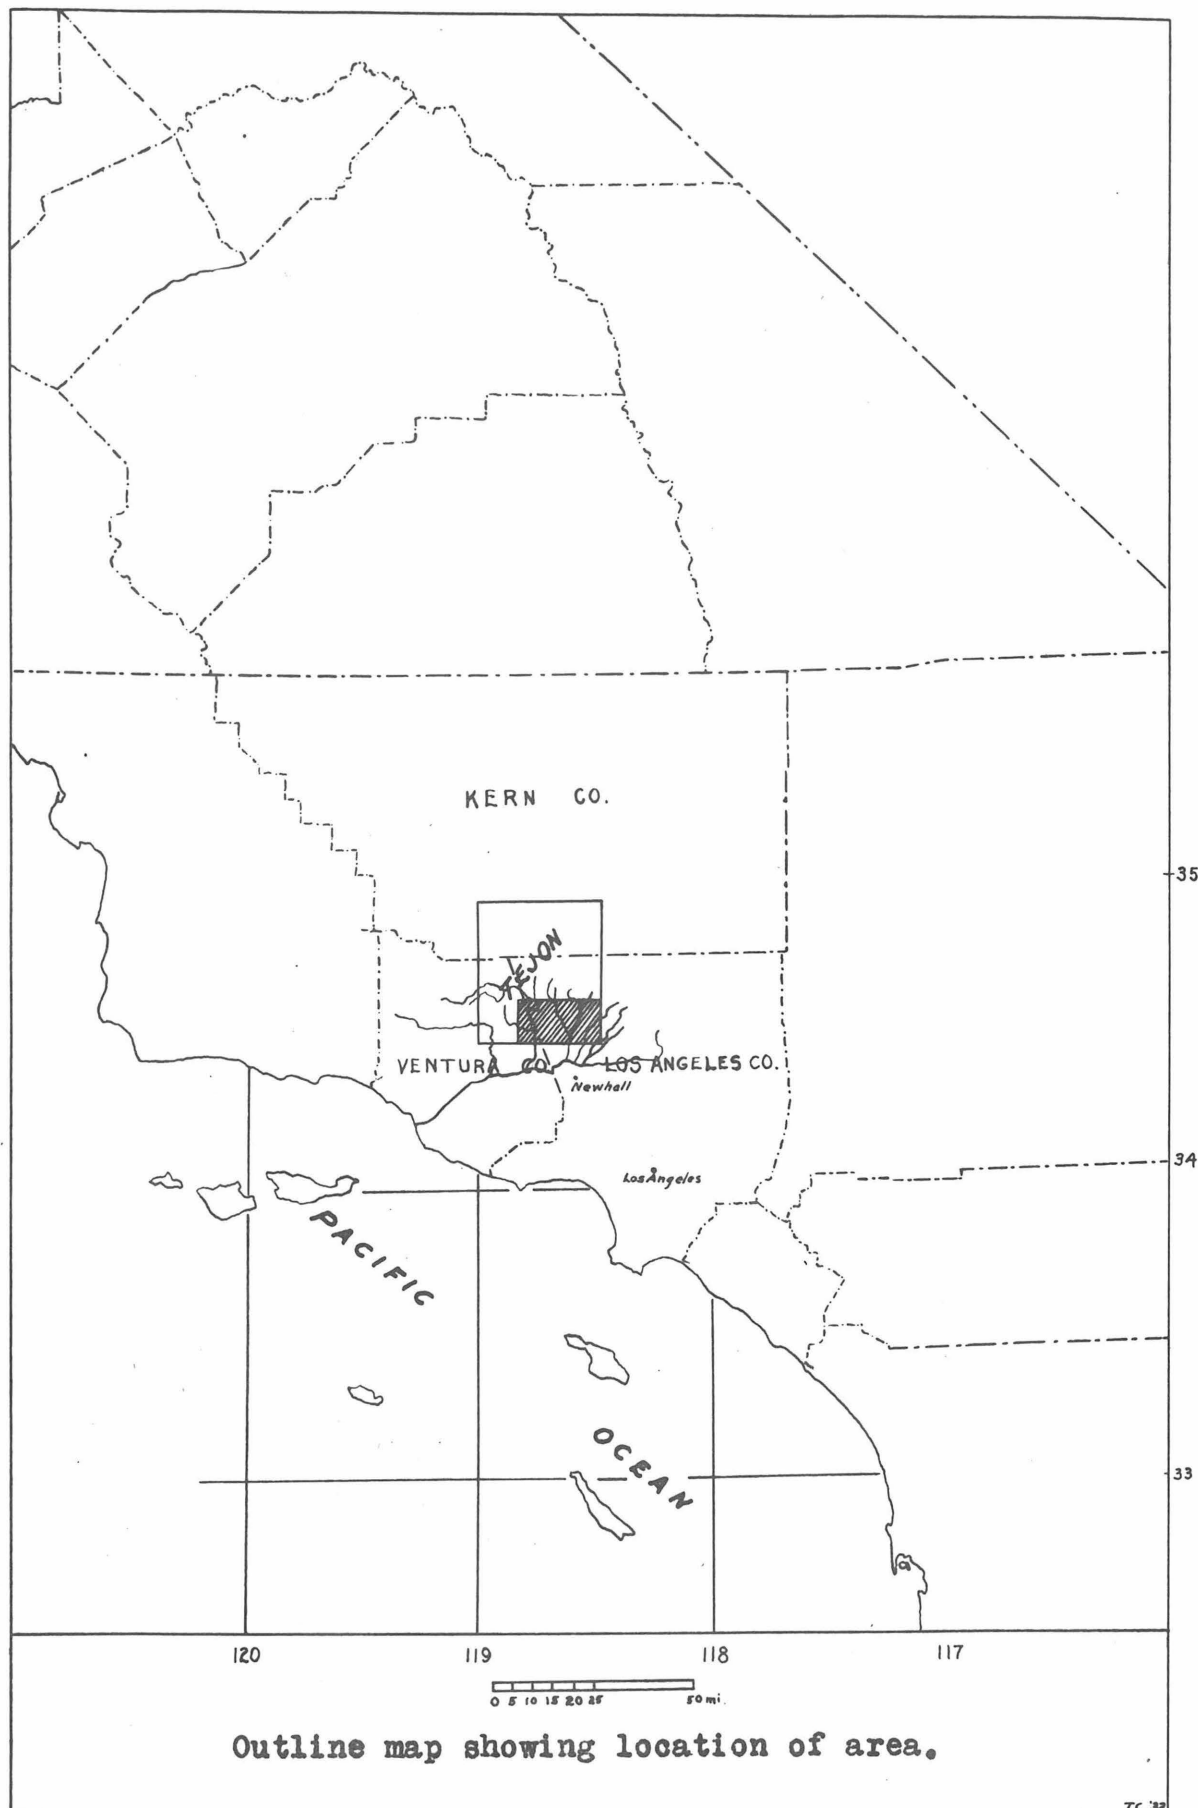 KERN CO.
35
TEJON
VENTURA CO.
LOS ANGELES CO.
Newhall
34
Los Angeles
PACIFIC
OCEAN
33
120
119
118
117
0 5 10 15 20 25 50 mi.
Outline map showing location of area.